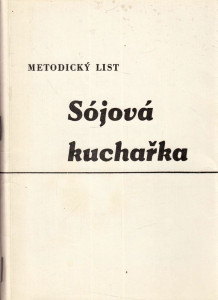 METODICKÝ LIST
Sójová
kuchařka